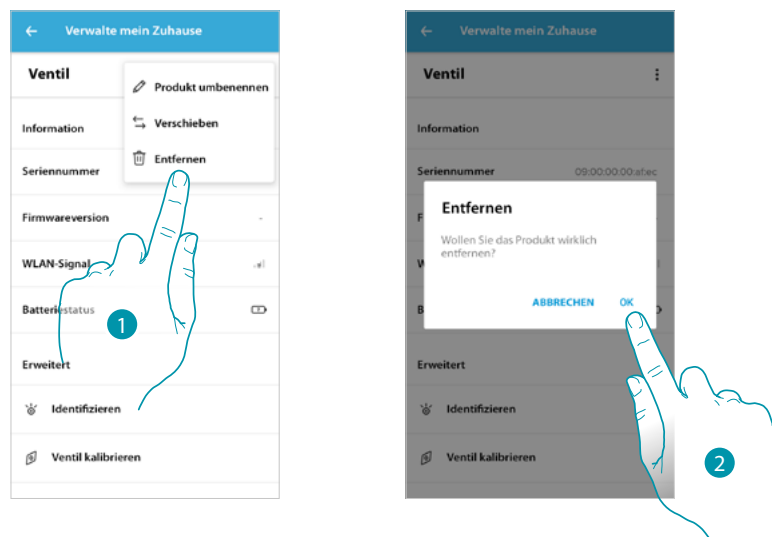 Verwalte mein Zuhause
Ventil
Produkt umbenennen
Verschieben
Entfernen
Information
Seriennummer
Firmwareversion
-
WLAN-Signal
Batteriestatus
Erweitert
Identifizieren
Ventil kalibrieren
1
Verwalte mein Zuhause
Ventil
Information
Seriennummer 09:00:00:00:af:ec
F
Entfernen
Wollen Sie das Produkt wirklich
entfernen?
W
B
ABBRECHEN OK
Erweitert
Identifizieren
Ventil kalibrieren
2